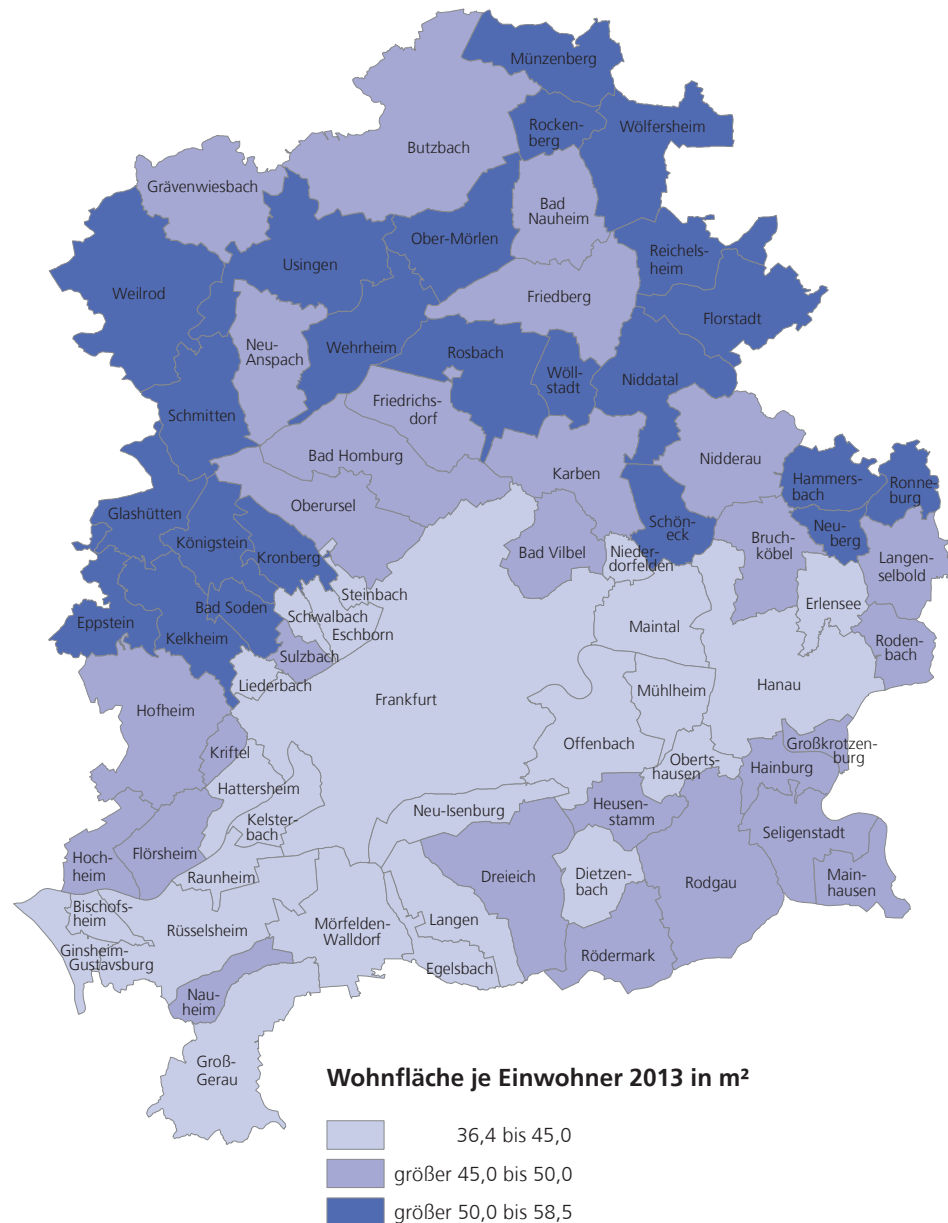 Münzenberg
Rocken-
berg
Wölfersheim
Butzbach
Grävenwiesbach
Bad
Nauheim
Ober-Mörlen
Reichels-
heim
Usingen
Weilrod
Friedberg
Florstadt
Neu-
Anspach
Wehrheim
Rosbach
Wöll-
stadt
Niddatal
Schmitten
Friedrichs-
dorf
Bad Homburg
Nidderau
Karben
Hammers-
bach
Ronne-
burg
Oberursel
Glashütten
Königstein
Kronberg
Schön-
eck
Neu-
berg
Bruch-
köbel
Bad Vilbel
Nieder-
dorfelden
Langen-
selbold
Steinbach
Erlensee
Bad Soden
Schwalbach
Eppstein
Eschborn
Maintal
Kelkheim
Sulzbach
Roden-
bach
Liederbach
Mühlheim
Hanau
Frankfurt
Hofheim
Offenbach
Großkrotzen-
burg
Kriftel
Oberts-
hausen
Hainburg
Hattersheim
Neu-Isenburg
Heusen-
stamm
Kelster-
bach
Seligenstadt
Hoch-
heim
Flörsheim
Raunheim
Dreieich
Dietzen-
bach
Rodgau
Main-
hausen
Bischofs-
heim
Rüsselsheim
Mörfelden-
Walldorf
Langen
Ginsheim-
Gustavsburg
Rödermark
Egelsbach
Nau-
heim
Groß-
Gerau
Wohnfläche je Einwohner 2013 in m²
36,4 bis 45,0
größer 45,0 bis 50,0
größer 50,0 bis 58,5